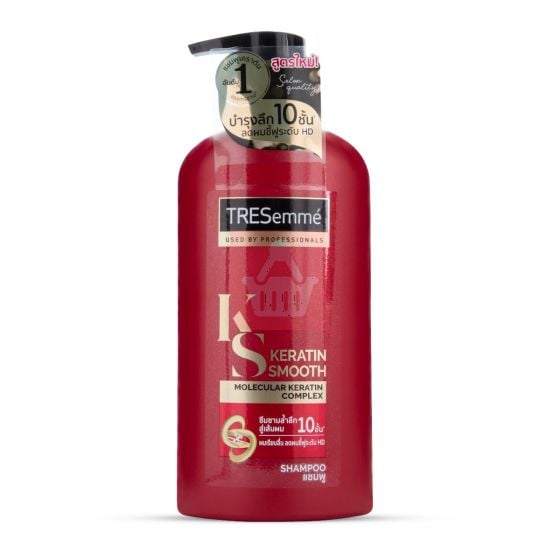 สูตรใหม่!
อันดับ
1
Salon
quality
บำรุงลึก 10 ชั้น*
ลดผมชี้ฟูระดับ HD
TRESemmé
USED BY PROFESSIONALS
KS
KERATIN
SMOOTH
MOLECULAR KERATIN
COMPLEX
ซึมซาบล้ำลึก
สู่เส้นผม 10 ชั้น*
ผมเรียบลื่น ลดผมชี้ฟูระดับ HD
SHAMPOO
แชมพู